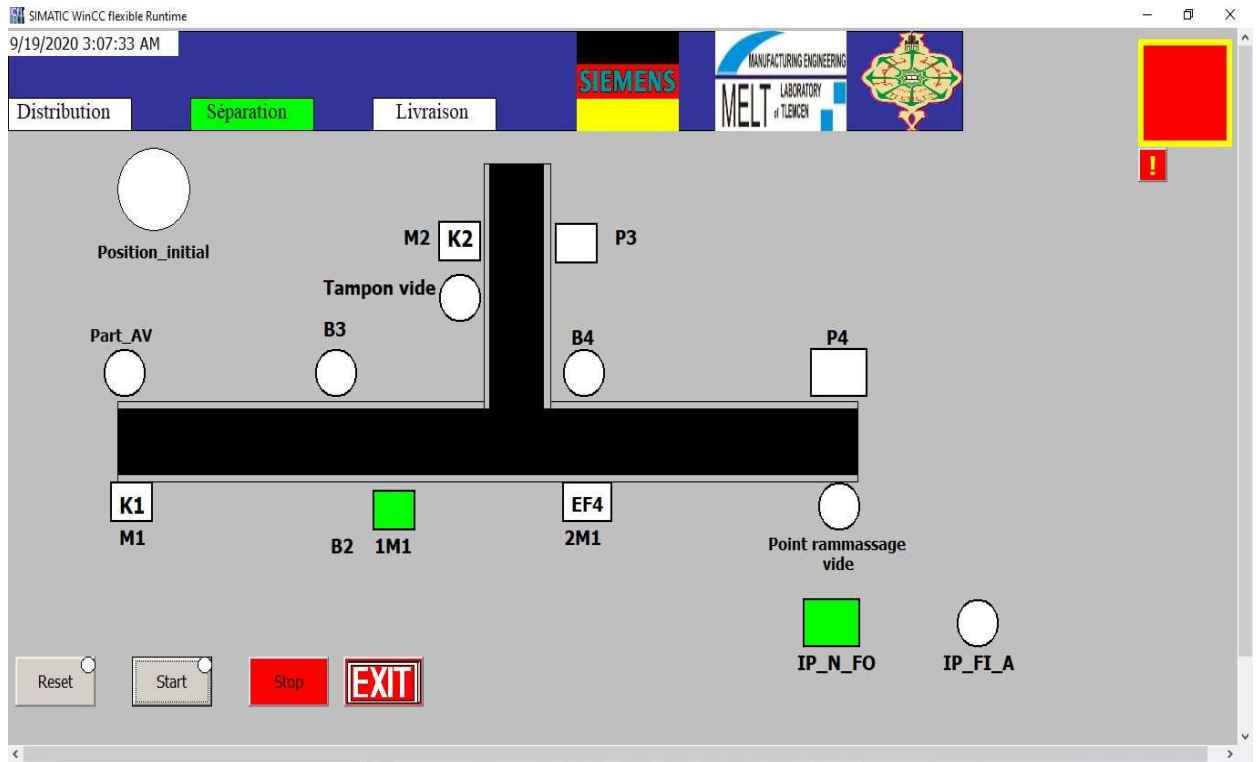 SIMATIC WinCC flexible Runtime
9/19/2020 3:07:33 AM
SIEMENS
MANUFACTURING ENGINEERING
MELT LABORATORY
of TLEMCEN
Distribution
Séparation
Livraison
!
Position_initial
M2 K2
P3
Tampon vide
Part_AV
B3
B4
P4
K1
M1
B2 1M1
EF4
2M1
Point rammassage
vide
IP_N_FO
IP_FI_A
Reset
Start
Stop
EXIT